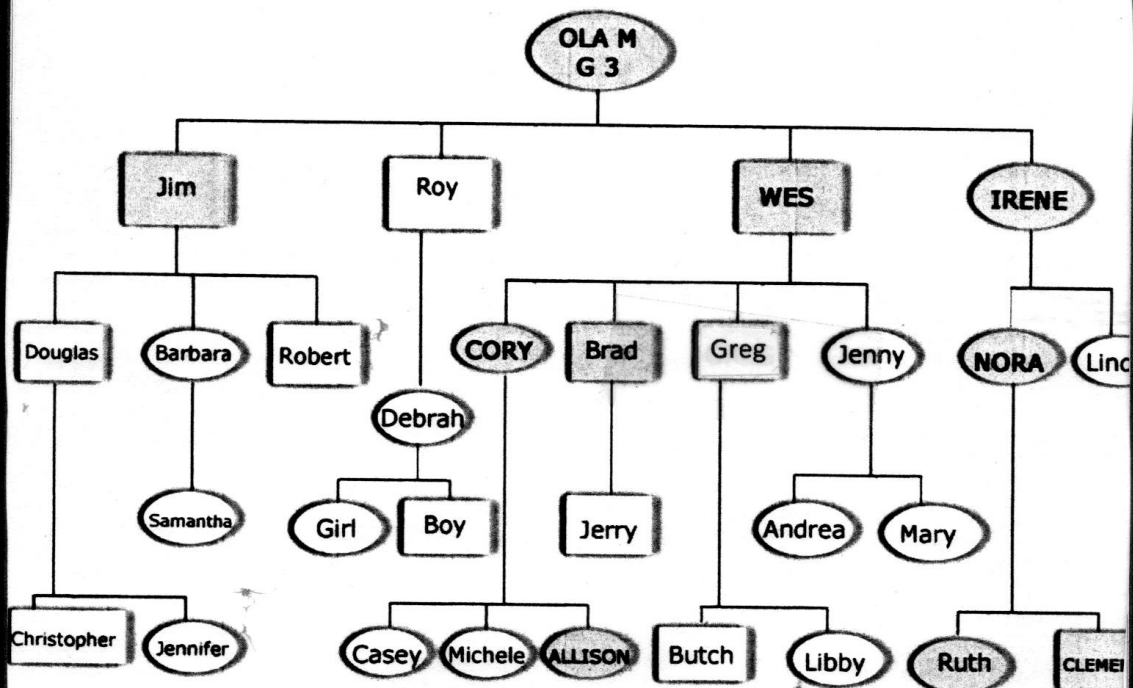 OLA M
G 3
Jim
Roy
WES
IRENE
Douglas
Barbara
Robert
CORY
Brad
Greg
Jenny
NORA
Debrah
Samantha
Girl
Boy
Jerry
Andrea
Mary
Christopher
Jennifer
Casey
Michele
ALLISON
Butch
Libby
Ruth